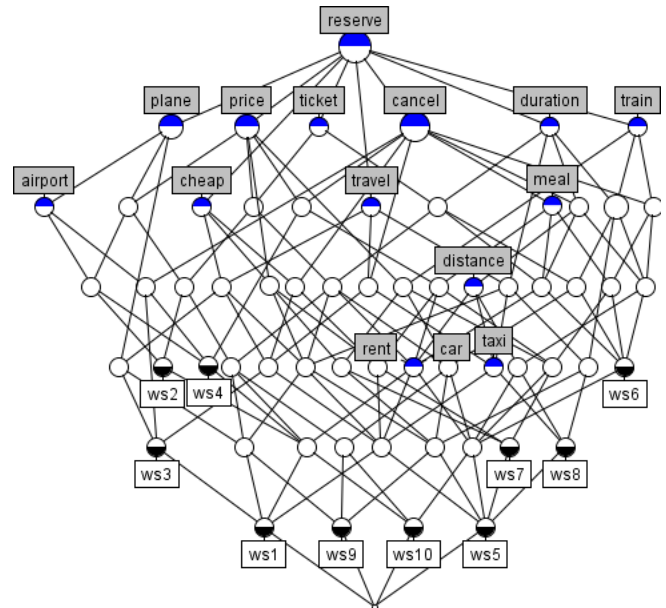 reserve
plane
price
ticket
cancel
duration
train
airport
cheap
travel
meal
distance
rent
car
taxi
ws2
ws4
ws6
ws3
ws7
ws8
ws1
ws9
ws10
ws5